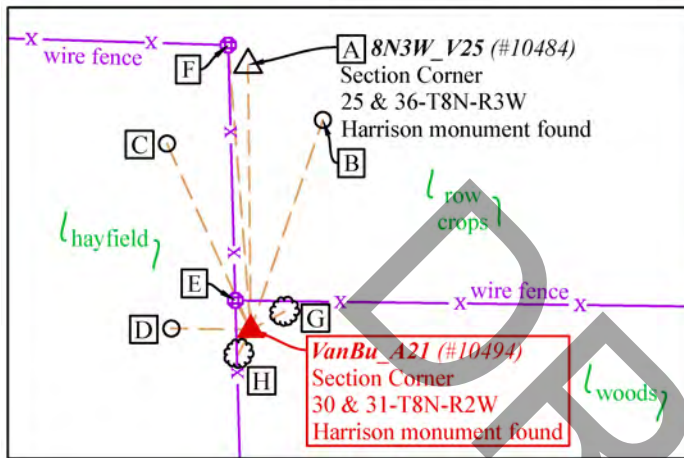 x
x
wire fence
F
A 8N3W_V25 (#10484)
Section Corner
25 & 36-T8N-R3W
Harrison monument found
B
C
x
row
crops
hayfield
x
E
x
x
x
wire fence
G
D
VanBu_A21 (#10494)
Section Corner
30 & 31-T8N-R2W
Harrison monument found
H
x
woods
DR